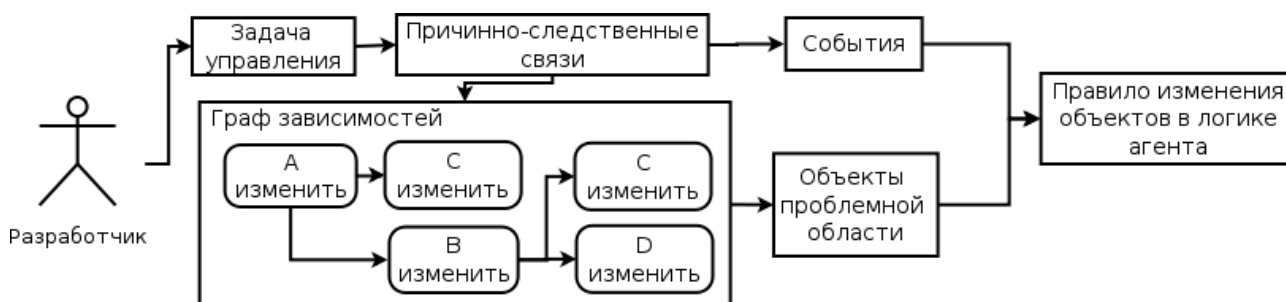 Задача
управления
Причинно-следственные
связи
События
Правило изменения
объектов в логике
агента
Граф зависимостей
A
изменить
C
изменить
C
изменить
B
изменить
D
изменить
Объекты
проблемной
области
Разработчик